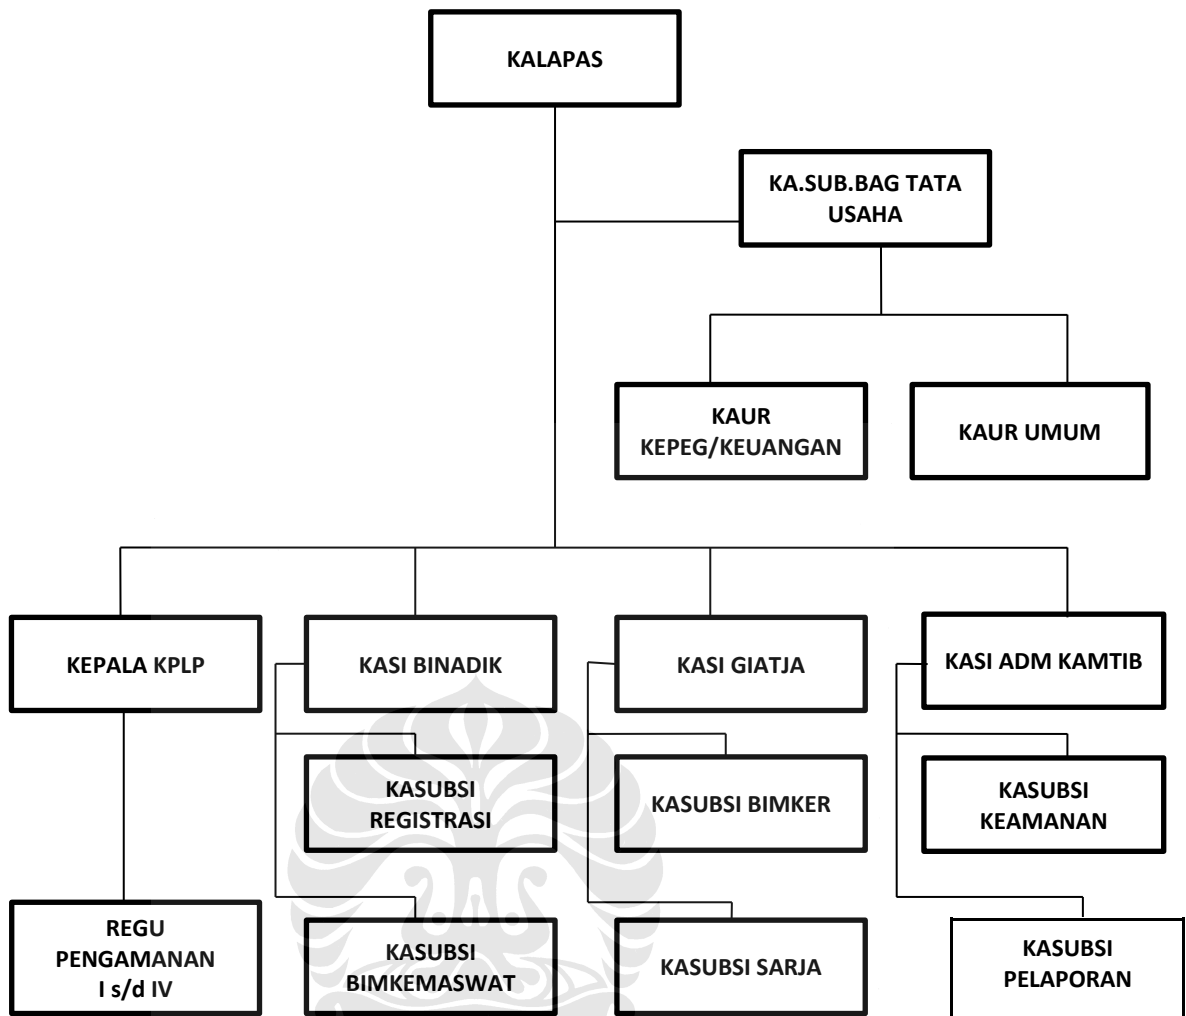 KALAPAS
KA.SUB.BAG TATA
USAHA
KAUR
KEPEG/KEUANGAN
KAUR UMUM
KEPALA KPLP
KASI BINADIK
KASI GIATJA
KASI ADM KAMTIB
KASUBSI
REGISTRASI
KASUBSI BIMKER
KASUBSI
KEAMANAN
REGU
PENGAMANAN
I s/d IV
KASUBSI
BIMKEMASWAT
KASUBSI SARJA
KASUBSI
PELAPORAN